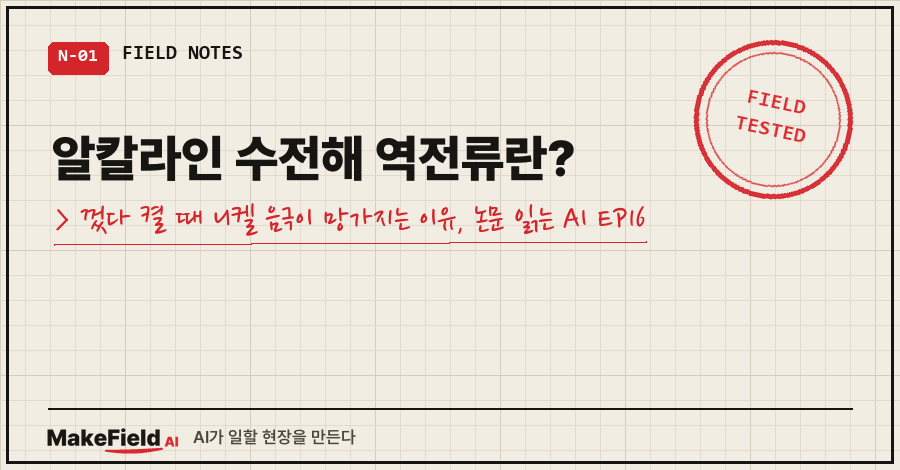 N-01 FIELD NOTES
FIELD
TESTED
알칼라인 수전해 역전류란?
> 껐다 켤 때 니켈 음극이 망가지는 이유, 논문 읽는 AI EP16
MakeField AI AI가 일할 현장을 만든다